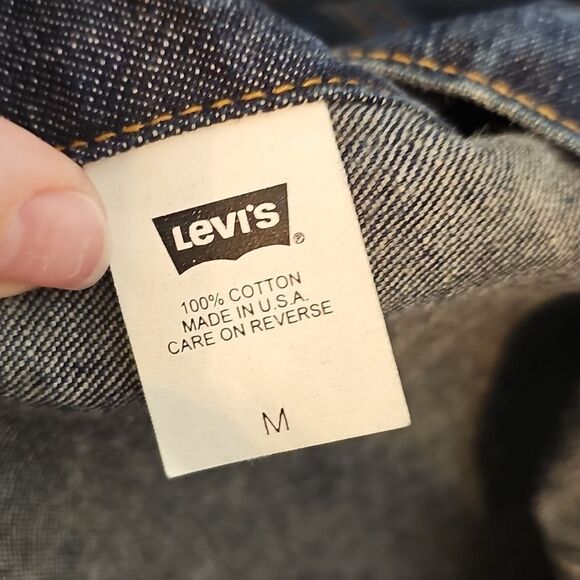 Levi's ®
100% COTTON
MADE IN U.S.A.
CARE ON REVERSE
M